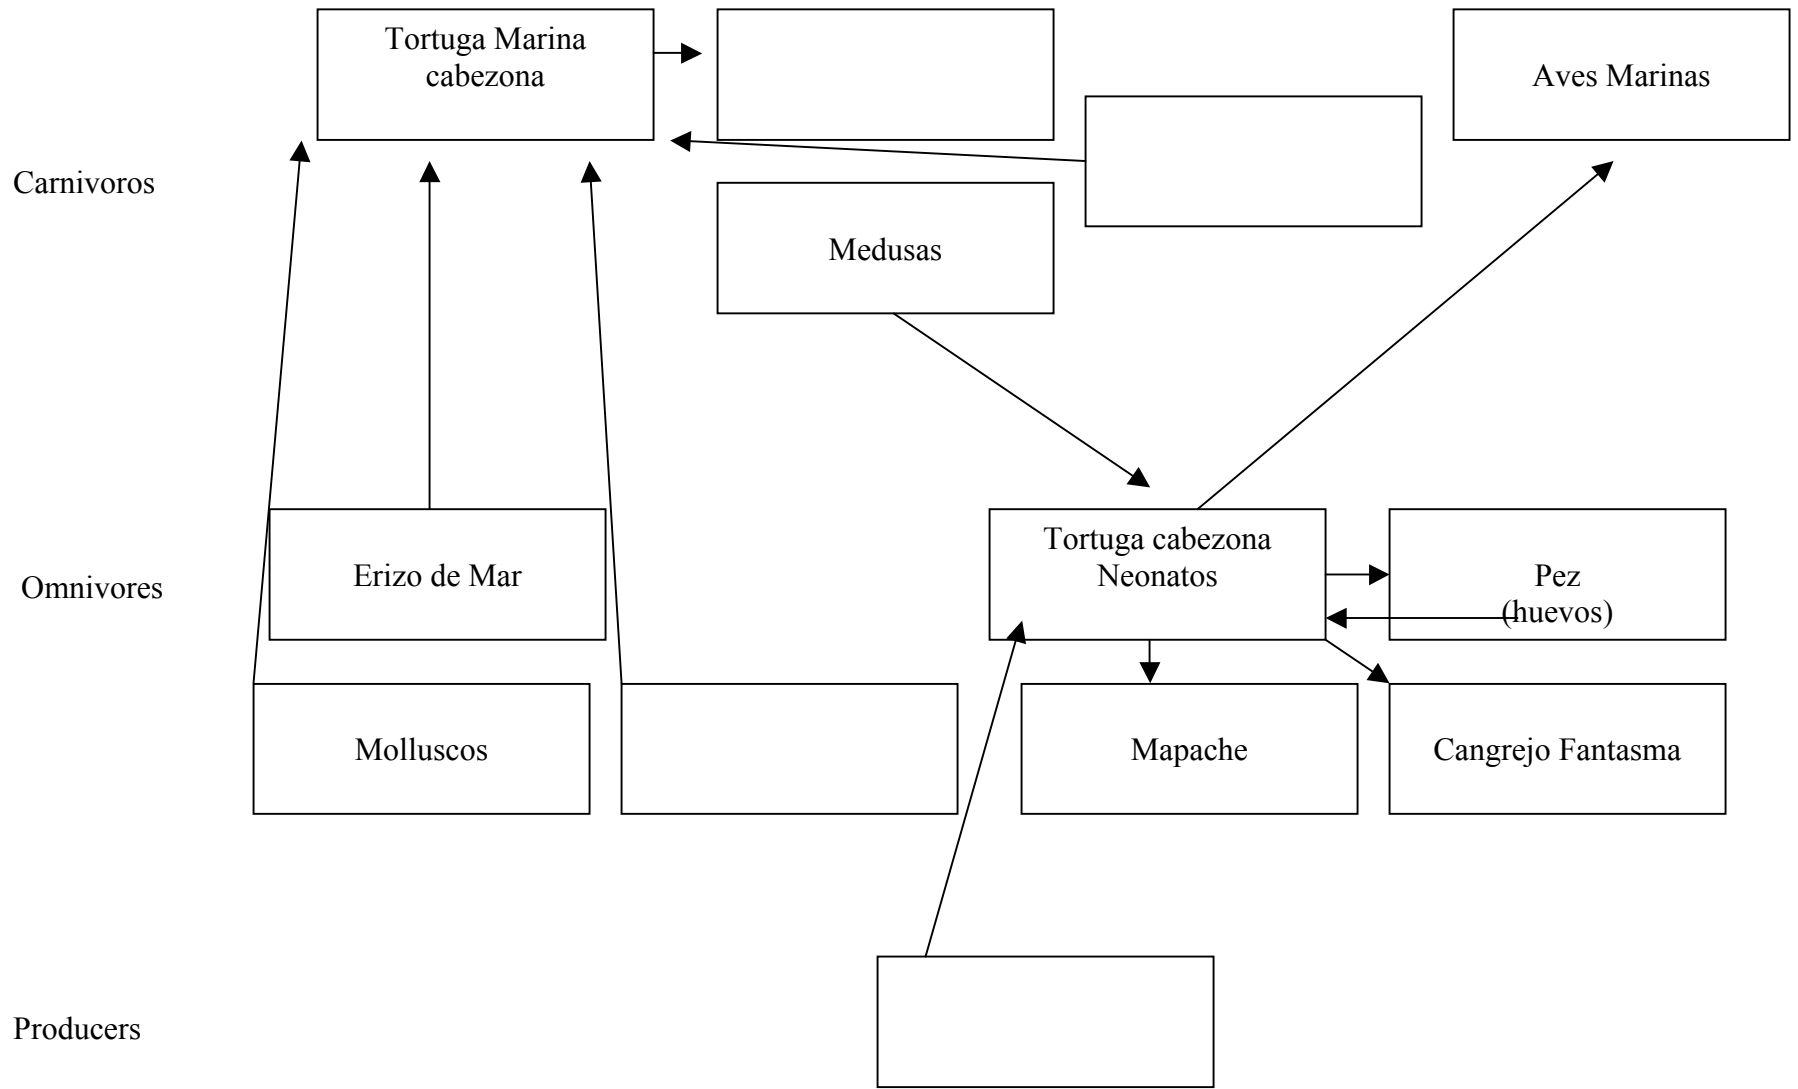 Tortuga Marina
cabezona
Aves Marinas
Carnivoros
Medusas
Tortuga cabezona
Neonatos
Omnivores
Erizo de Mar
Pez
(huevos)
Molluscos
Mapache
Cangrejo Fantasma
Producers